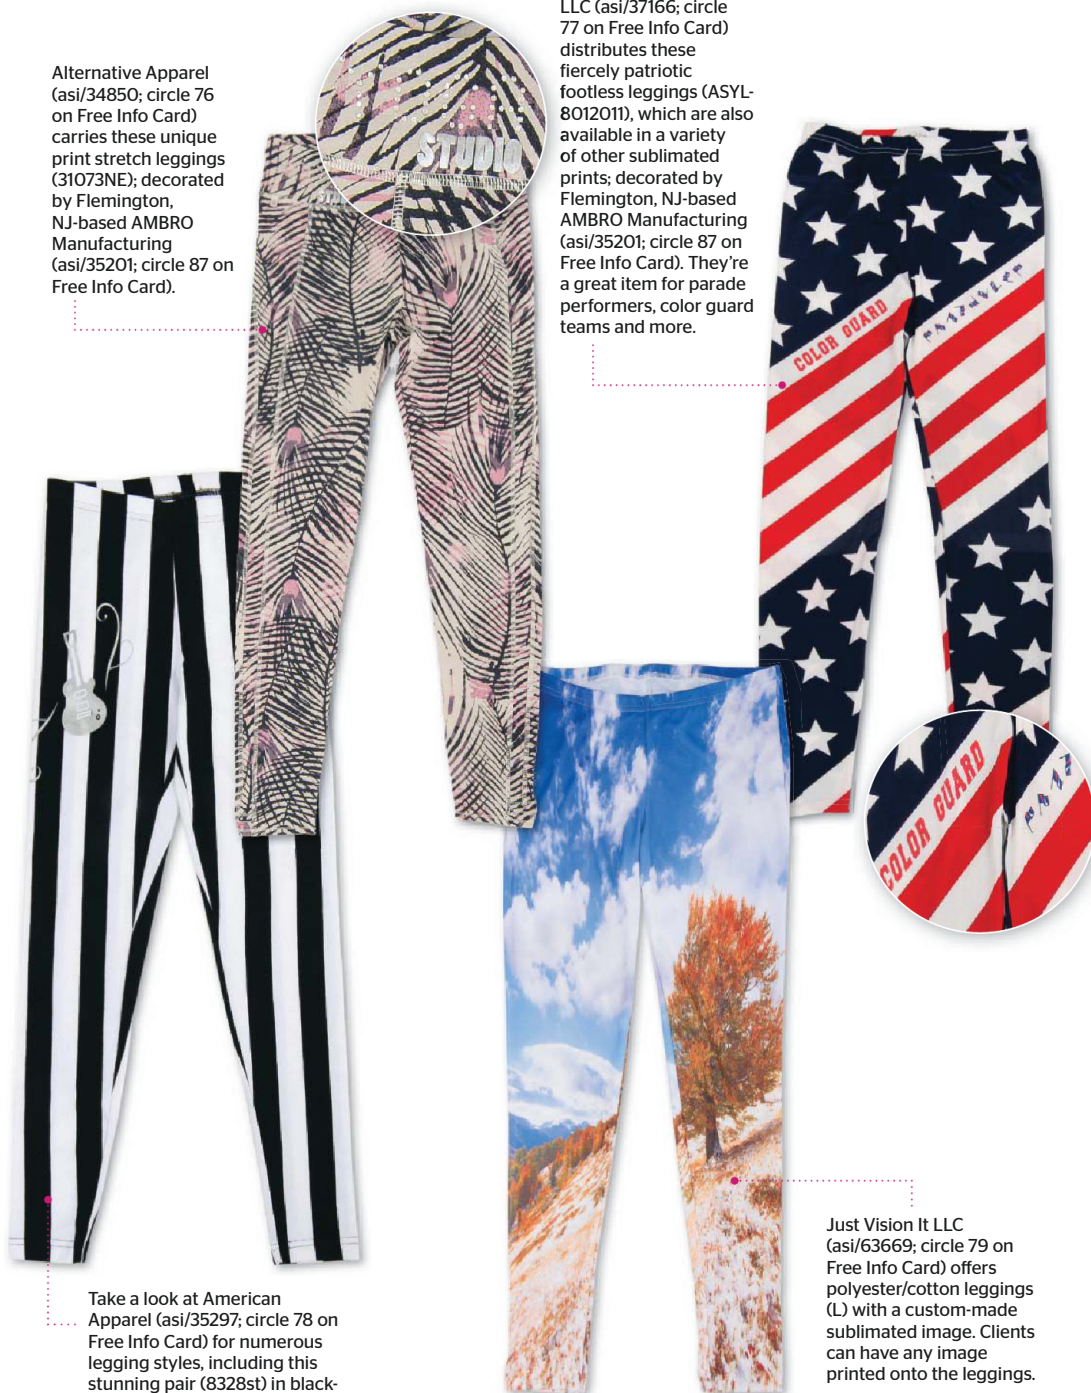 Alternative Apparel
(asi/34850; circle 76
on Free Info Card)
carries these unique
print stretch leggings
(31073NE); decorated
by Flemington,
NJ-based AMBRO
Manufacturing
(asi/35201; circle 87 on
Free Info Card).
STUDIO
LLC (asi/37166; circle
77 on Free Info Card)
distributes these
fiercely patriotic
footless leggings (ASYL-
8012011), which are also
available in a variety
of other sublimated
prints; decorated by
Flemington, NJ-based
AMBRO Manufacturing
(asi/35201; circle 87 on
Free Info Card). They’re
a great item for parade
performers, color guard
teams and more.
COLOR GUARD
COLOR GUARD
Take a look at American
Apparel (asi/35297; circle 78 on
Free Info Card) for numerous
legging styles, including this
stunning pair (8328st) in black-
Just Vision It LLC
(asi/63669; circle 79 on
Free Info Card) offers
polyester/cotton leggings
(L) with a custom-made
sublimated image. Clients
can have any image
printed onto the leggings.